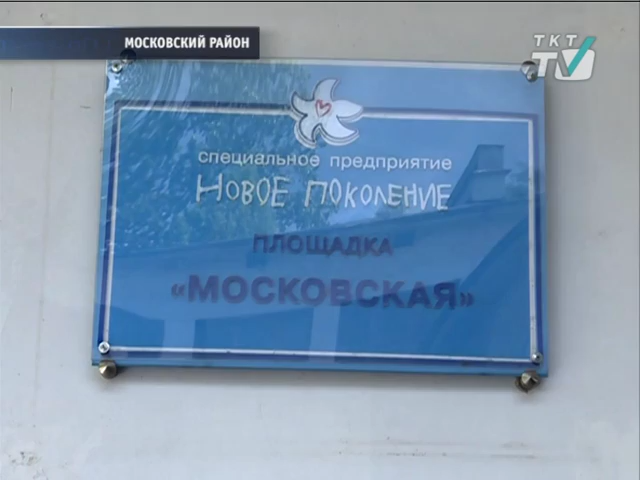 МОСКОВСКИЙ РАЙОН
ТКТ
TV
специальное предприятие
НОВОЕ ПОКОЛЕНИЕ
ПЛОЩАДКА
«МОСКОВСКАЯ»